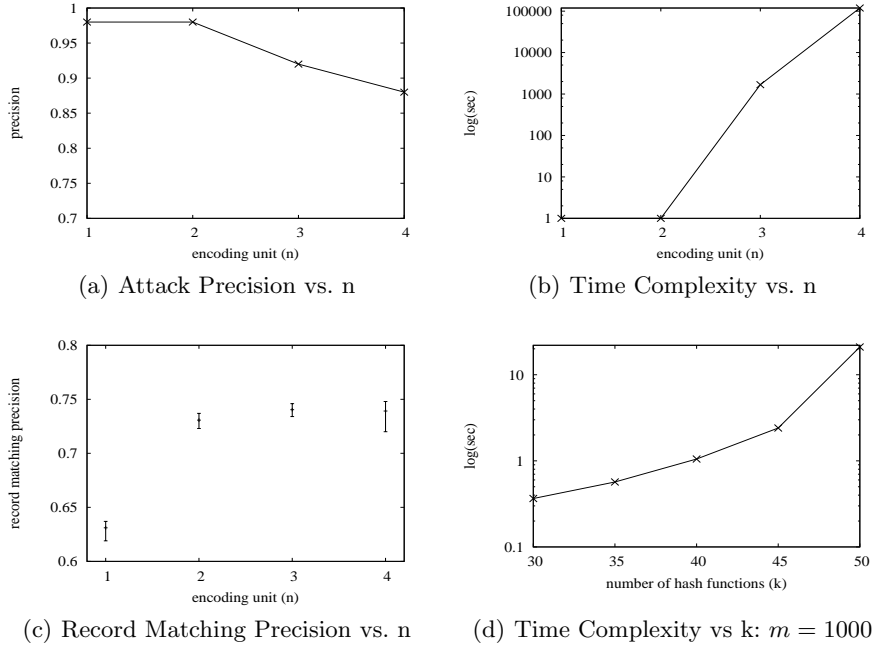 1
0.95
0.9
0.85
0.8
0.75
0.7
precision
1 2 3 4
encoding unit (n)
(a) Attack Precision vs. n
100000
10000
1000
100
10
1
log(sec)
1 2 3 4
encoding unit (n)
(b) Time Complexity vs. n
0.8
0.75
0.7
0.65
0.6
record matching precision
1 2 3 4
encoding unit (n)
(c) Record Matching Precision vs. n
10
1
0.1
log(sec)
30 35 40 45 50
number of hash functions (k)
(d) Time Complexity vs k: m = 1000